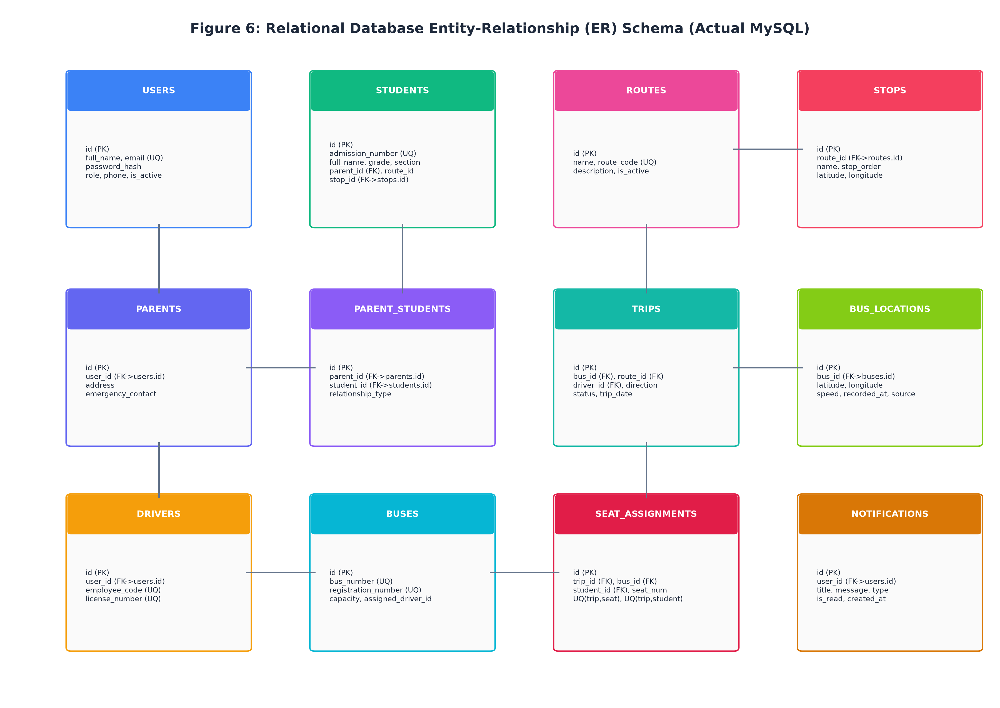 Figure 6: Relational Database Entity-Relationship (ER) Schema (Actual MySQL)
USERS
id (PK)
full_name, email (UQ)
password_hash
role, phone, is_active
STUDENTS
id (PK)
admission_number (UQ)
full_name, grade, section
parent_id (FK), route_id
stop_id (FK->stops.id)
ROUTES
id (PK)
name, route_code (UQ)
description, is_active
STOPS
id (PK)
route_id (FK->routes.id)
name, stop_order
latitude, longitude
PARENTS
id (PK)
user_id (FK->users.id)
address
emergency_contact
PARENT_STUDENTS
id (PK)
parent_id (FK->parents.id)
student_id (FK->students.id)
relationship_type
TRIPS
id (PK)
bus_id (FK), route_id (FK)
driver_id (FK), direction
status, trip_date
BUS_LOCATIONS
id (PK)
bus_id (FK->buses.id)
latitude, longitude
speed, recorded_at, source
DRIVERS
id (PK)
user_id (FK->users.id)
employee_code (UQ)
license_number (UQ)
BUSES
id (PK)
bus_number (UQ)
registration_number (UQ)
capacity, assigned_driver_id
SEAT_ASSIGNMENTS
id (PK)
trip_id (FK), bus_id (FK)
student_id (FK), seat_num
UQ(trip,seat), UQ(trip,student)
NOTIFICATIONS
id (PK)
user_id (FK->users.id)
title, message, type
is_read, created_at